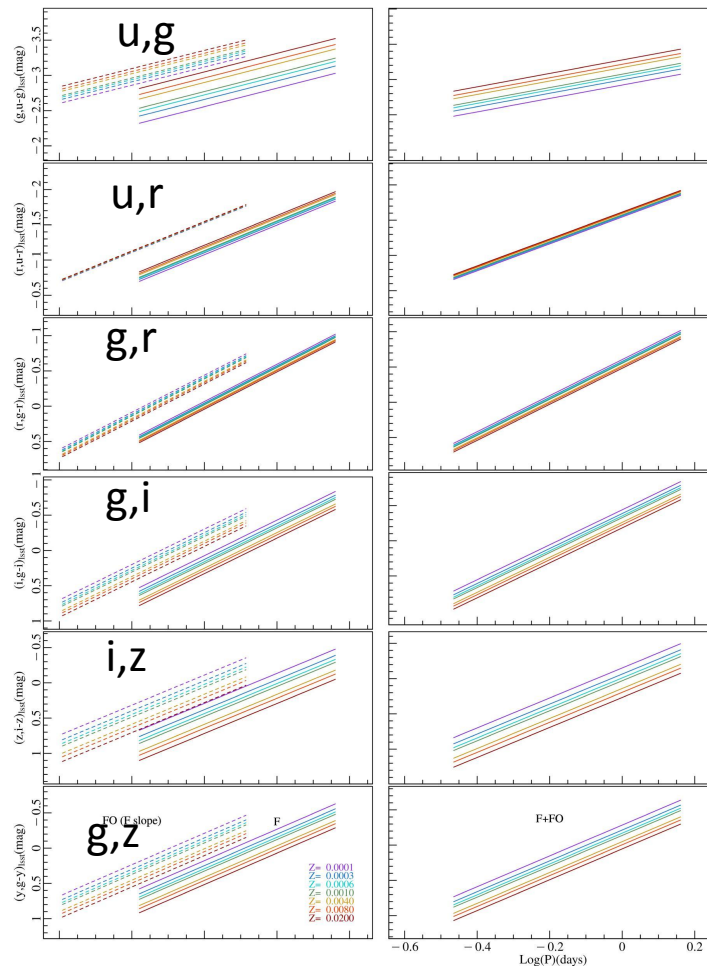 u,g
(g,u-g)lsst(mag)
−3.5
−3
−2.5
−2
u,r
(r,u-r)lsst(mag)
−2
−1.5
−1
−0.5
g,r
(r,g-r)lsst(mag)
−1
−0.5
0
0.5
g,i
(i,g-i)lsst(mag)
−1
−0.5
0
0.5
1
i,z
(z,i-z)lsst(mag)
−0.5
0
0.5
1
g,z
(y,g-y)lsst(mag)
−0.5
0
0.5
1
FO (F slope)
F
F+FO
Z= 0.0001
Z= 0.0003
Z= 0.0006
Z= 0.0010
Z= 0.0040
Z= 0.0080
Z= 0.0200
−0.6 −0.4 −0.2 0 0.2
Log(P)(days)